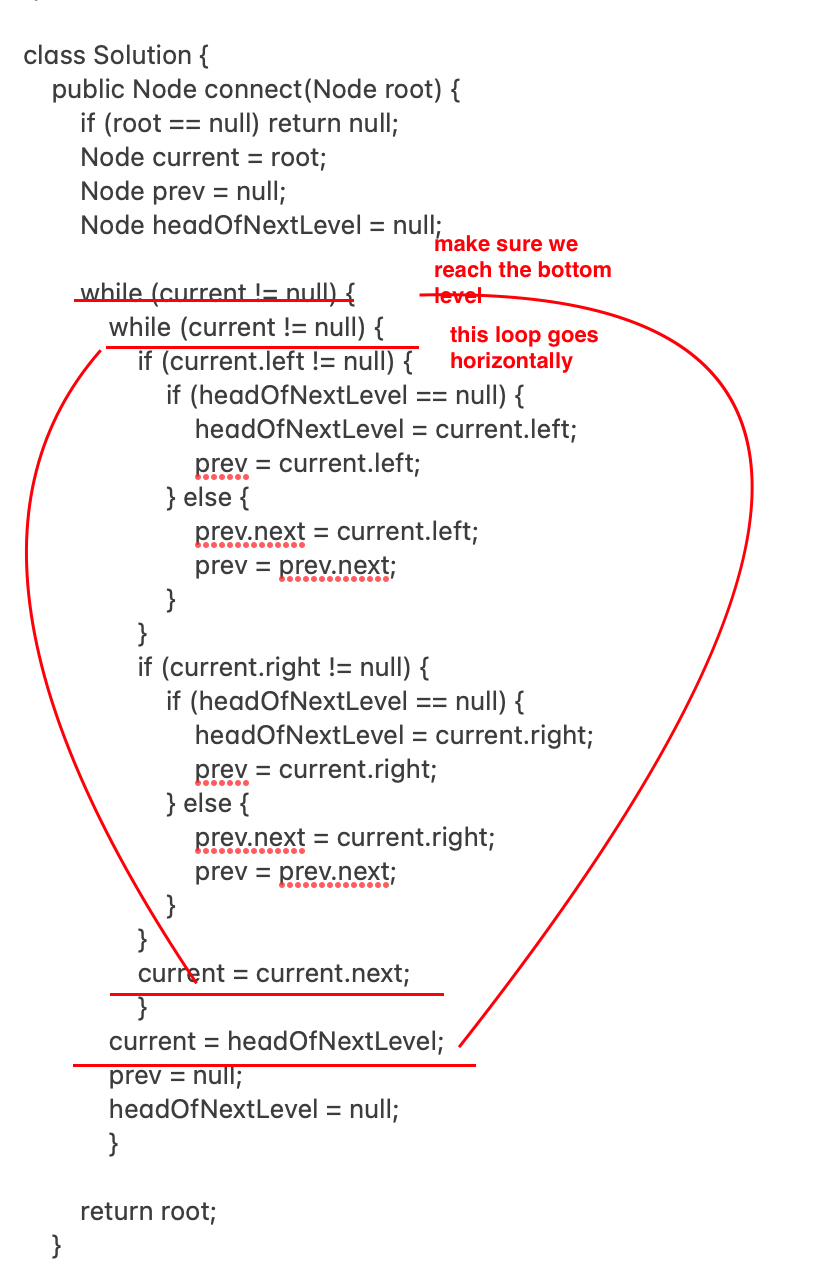 class Solution {
public Node connect(Node root) {
if (root == null) return null;
Node current = root;
Node prev = null;
Node headOfNextLevel = null;
make sure we
reach the bottom
level
while (current != null) {
while (current != null) {
this loop goes
horizontally
if (current.left != null) {
if (headOfNextLevel == null) {
headOfNextLevel = current.left;
prev = current.left;
} else {
prev.next = current.left;
prev = prev.next;
}
}
if (current.right != null) {
if (headOfNextLevel == null) {
headOfNextLevel = current.right;
prev = current.right;
} else {
prev.next = current.right;
prev = prev.next;
}
}
current = current.next;
}
current = headOfNextLevel;
prev = null;
headOfNextLevel = null;
}
return root;
}